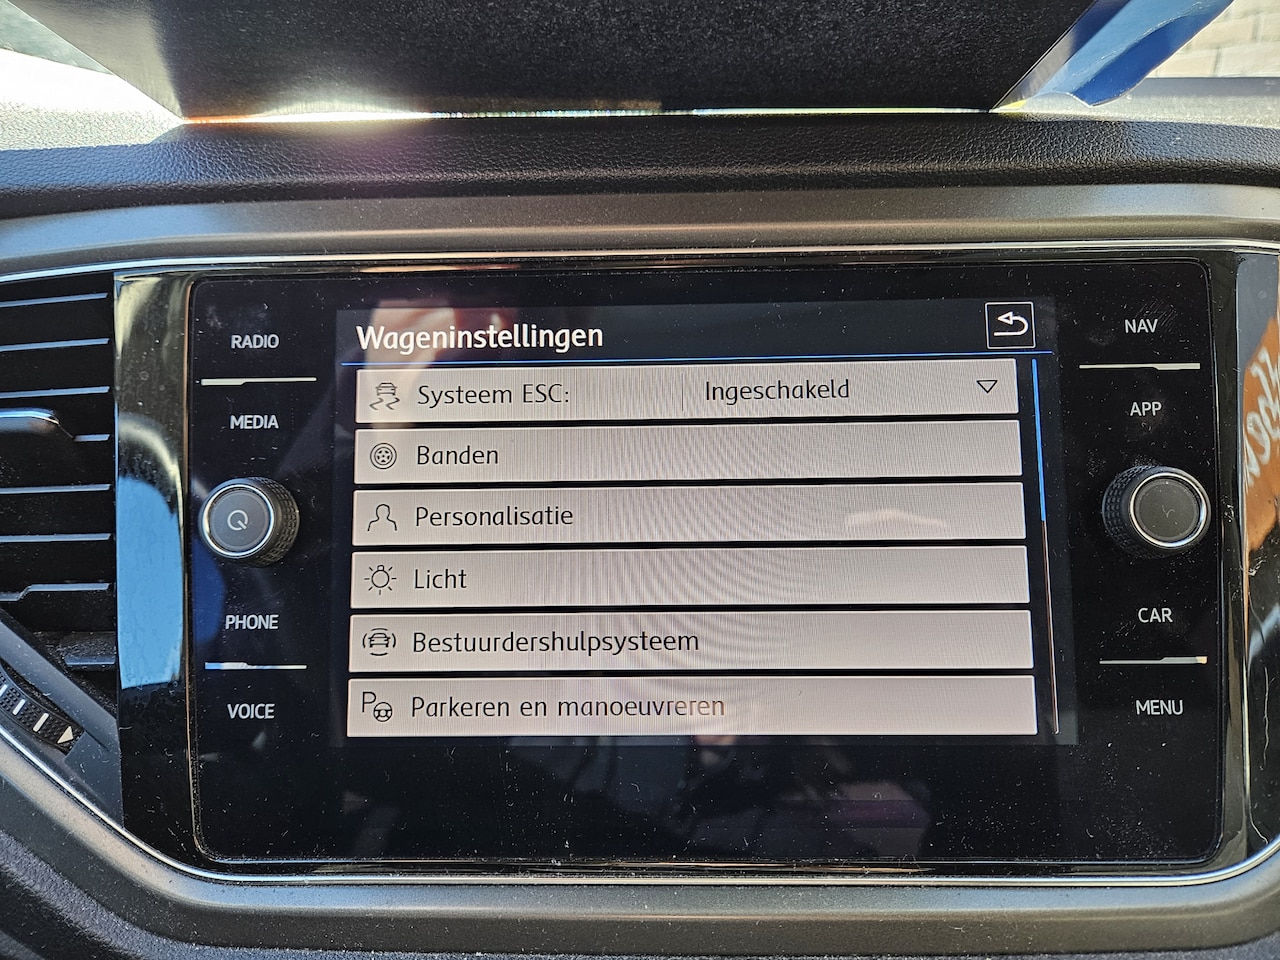 Wageninstellingen
RADIO
MEDIA
PHONE
VOICE
Systeem ESC: Ingeschakeld
Banden
Personalisatie
Licht
Bestuurdershulpsysteem
Parkeren en manoeuvreren
NAV
APP
CAR
MENU